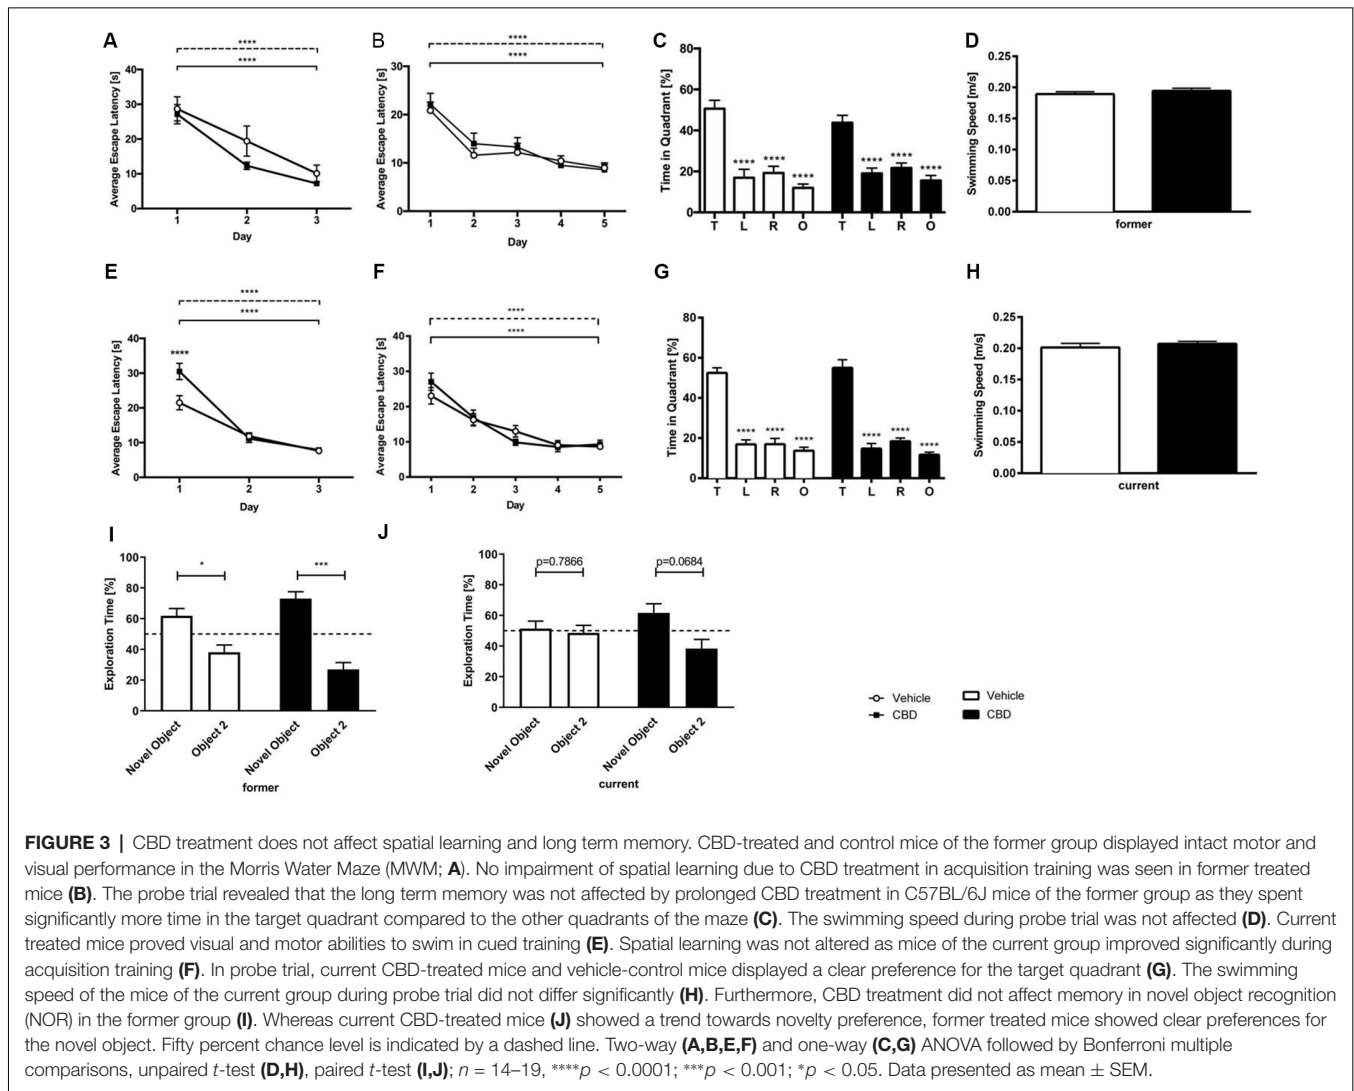 A
****
****
Average Escape Latency [s]
40
30
20
10
0
1 2 3
Day
B
****
****
Average Escape Latency [s]
30
20
10
0
1 2 3 4 5
Day
C
Time in Quadrant [%]
80
60
40
20
0
**** **** **** **** **** ****
T L R O T L R O
D
Swimming Speed [m/s]
0.25
0.20
0.15
0.10
0.05
0.00
former
E
****
****
****
Average Escape Latency [s]
40
30
20
10
0
1 2 3
Day
F
****
****
Average Escape Latency [s]
40
30
20
10
0
1 2 3 4 5
Day
G
Time in Quadrant [%]
80
60
40
20
0
**** **** **** **** **** ****
T L R O T L R O
H
Swimming Speed [m/s]
0.25
0.20
0.15
0.10
0.05
0.00
current
I
Exploration Time [%]
100
80
60
40
20
0
* ***
Novel Object Object 2 Novel Object Object 2
former
J
Exploration Time [%]
100
80
60
40
20
0
p=0.7866 p=0.0684
Novel Object Object 2 Novel Object Object 2
current
Vehicle Vehicle
CBD CBD
FIGURE 3 | CBD treatment does not affect spatial learning and long term memory. CBD-treated and control mice of the former group displayed intact motor and
visual performance in the Morris Water Maze (MWM; A). No impairment of spatial learning due to CBD treatment in acquisition training was seen in former treated
mice (B). The probe trial revealed that the long term memory was not affected by prolonged CBD treatment in C57BL/6J mice of the former group as they spent
significantly more time in the target quadrant compared to the other quadrants of the maze (C). The swimming speed during probe trial was not affected (D). Current
treated mice proved visual and motor abilities to swim in cued training (E). Spatial learning was not altered as mice of the current group improved significantly during
acquisition training (F). In probe trial, current CBD-treated mice and vehicle-control mice displayed a clear preference for the target quadrant (G). The swimming
speed of the mice of the current group during probe trial did not differ significantly (H). Furthermore, CBD treatment did not affect memory in novel object recognition
(NOR) in the former group (I). Whereas current CBD-treated mice (J) showed a trend towards novelty preference, former treated mice showed clear preferences for
the novel object. Fifty percent chance level is indicated by a dashed line. Two-way (A,B,E,F) and one-way (C,G) ANOVA followed by Bonferroni multiple
comparisons, unpaired t-test (D,H), paired t-test (I,J); n = 14–19, ****p < 0.0001; ***p < 0.001; *p < 0.05. Data presented as mean ± SEM.